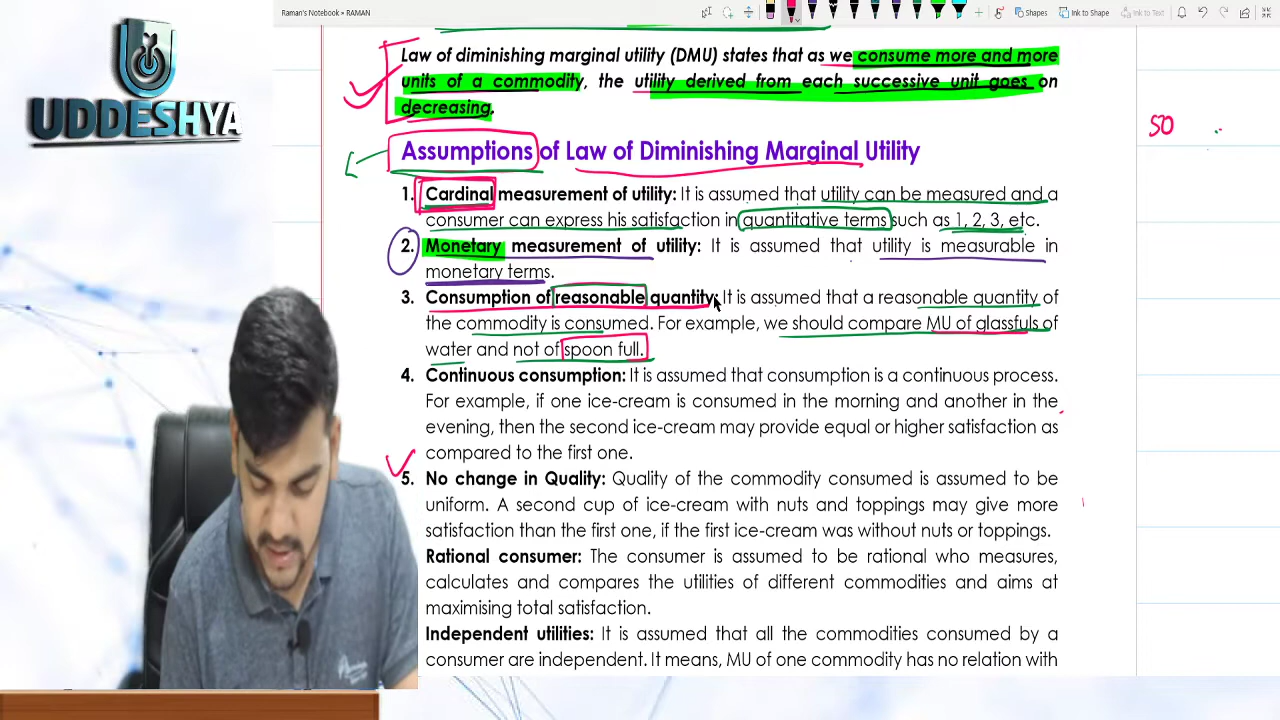 Raman's Notebook » RAMAN
Shapes
Ink to Shape
Ink to Text
UDDESHYA
Law of diminishing marginal utility (DMU) states that as we consume more and more
units of a commodity, the utility derived from each successive unit goes on
decreasing.
50
Assumptions of Law of Diminishing Marginal Utility
1. Cardinal measurement of utility: It is assumed that utility can be measured and a
consumer can express his satisfaction in quantitative terms such as 1, 2, 3, etc.
2. Monetary measurement of utility: It is assumed that utility is measurable in
monetary terms.
3. Consumption of reasonable quantity: It is assumed that a reasonable quantity of
the commodity is consumed. For example, we should compare MU of glassfuls of
water and not of spoon full.
4. Continuous consumption: It is assumed that consumption is a continuous process.
For example, if one ice-cream is consumed in the morning and another in the
evening, then the second ice-cream may provide equal or higher satisfaction as
compared to the first one.
5. No change in Quality: Quality of the commodity consumed is assumed to be
uniform. A second cup of ice-cream with nuts and toppings may give more
satisfaction than the first one, if the first ice-cream was without nuts or toppings.
Rational consumer: The consumer is assumed to be rational who measures,
calculates and compares the utilities of different commodities and aims at
maximising total satisfaction.
Independent utilities: It is assumed that all the commodities consumed by a
consumer are independent. It means, MU of one commodity has no relation with